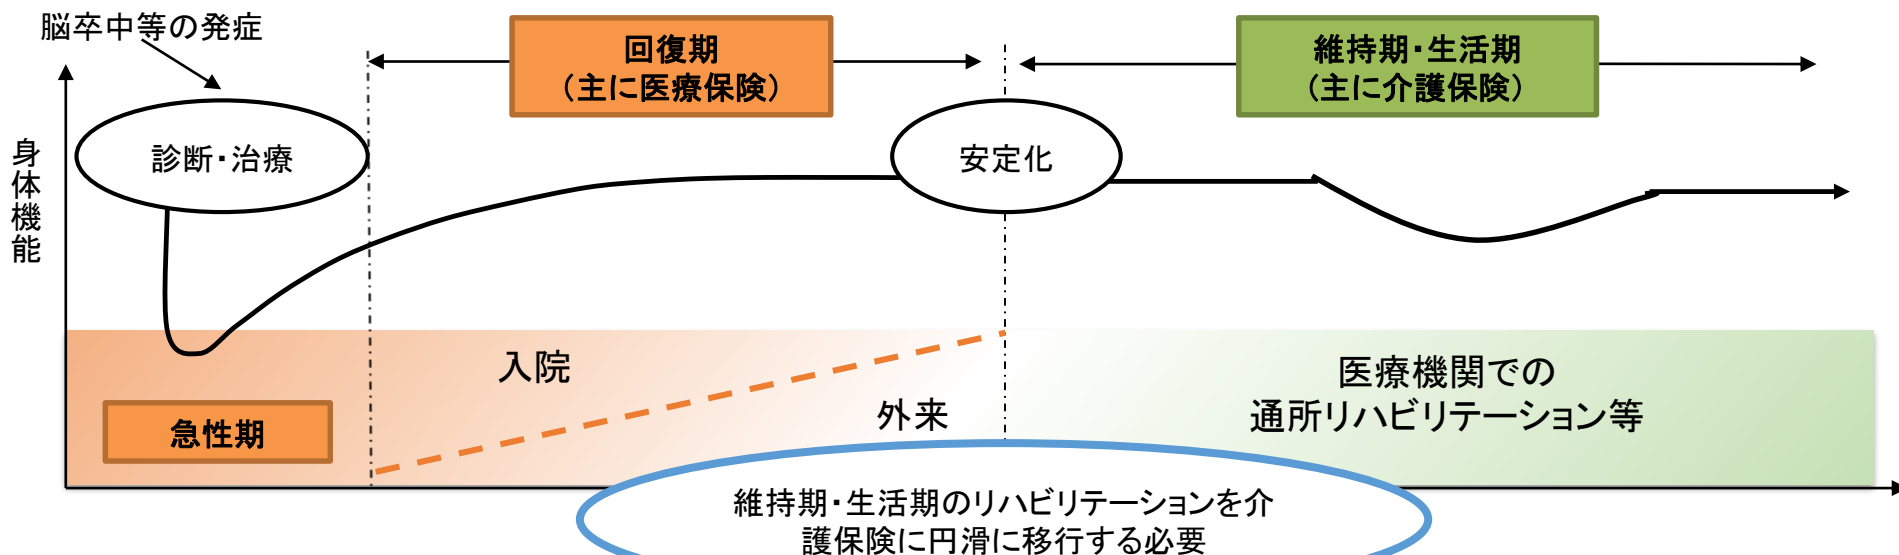 脳卒中等の発症
回復期
（主に医療保険）
維持期・生活期
（主に介護保険）
身体機能
診断・治療
安定化
入院
外来
医療機関での
通所リハビリテーション等
急性期
維持期・生活期のリハビリテーションを介
護保険に円滑に移行する必要